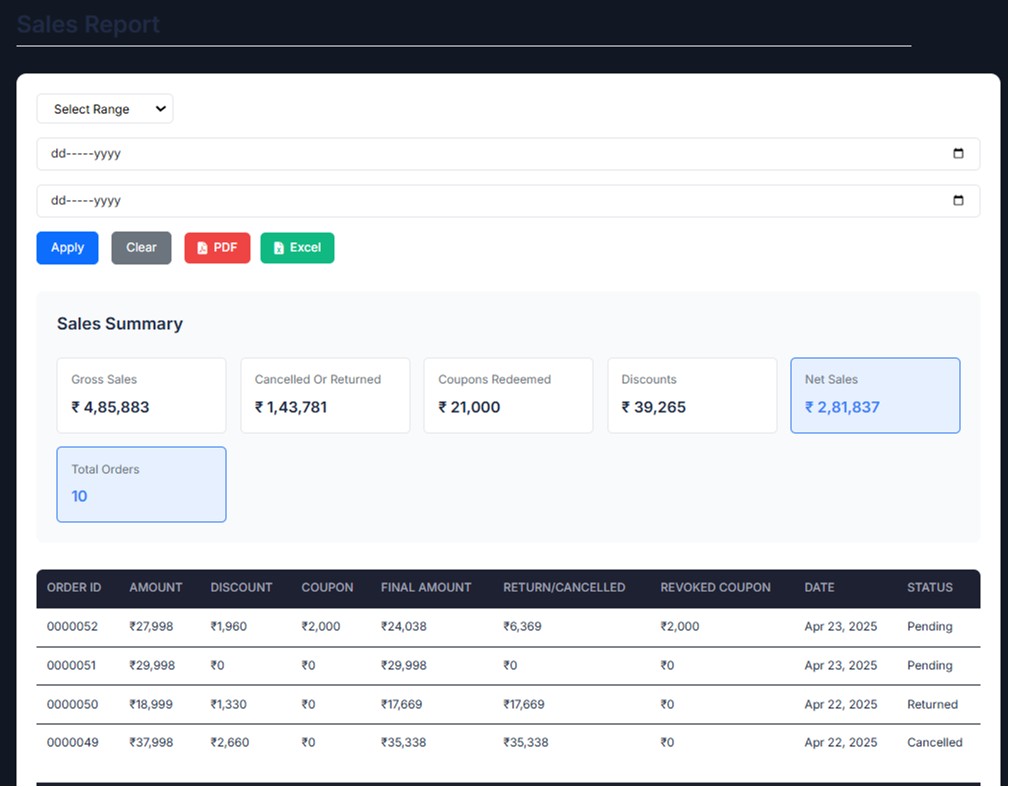 Sales Report
Select Range
dd-----yyyy
dd-----yyyy
Apply Clear PDF Excel
Sales Summary
Gross Sales Cancelled Or Returned Coupons Redeemed Discounts Net Sales
₹ 4,85,883 ₹ 1,43,781 ₹ 21,000 ₹ 39,265 ₹ 2,81,837
Total Orders
10
ORDER ID AMOUNT DISCOUNT COUPON FINAL AMOUNT RETURN/CANCELLED REVOKED COUPON DATE STATUS
0000052 ₹27,998 ₹1,960 ₹2,000 ₹24,038 ₹6,369 ₹2,000 Apr 23, 2025 Pending
0000051 ₹29,998 ₹0 ₹0 ₹29,998 ₹0 ₹0 Apr 23, 2025 Pending
0000050 ₹18,999 ₹1,330 ₹0 ₹17,669 ₹17,669 ₹0 Apr 22, 2025 Returned
0000049 ₹37,998 ₹2,660 ₹0 ₹35,338 ₹35,338 ₹0 Apr 22, 2025 Cancelled